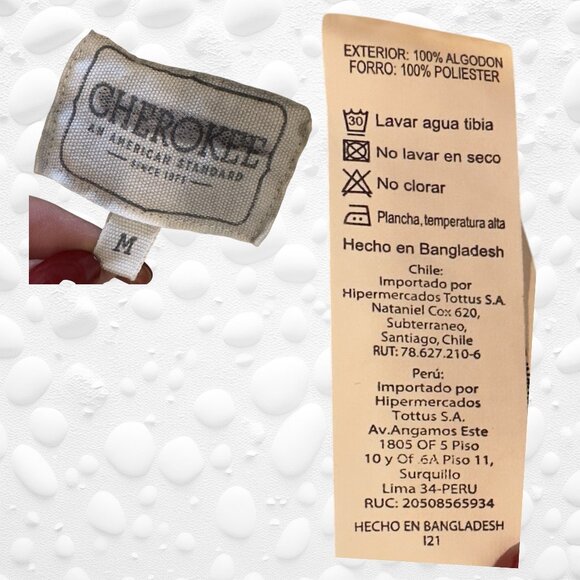 CHEROKEE
AN AMERICAN STANDARD
SINCE 1973
M
EXTERIOR: 100% ALGODON
FORRO: 100% POLIESTER
30
Lavar agua tibia
No lavar en seco
No clorar
Plancha, temperatura alta
Hecho en Bangladesh
Chile:
Importado por
Hipermercados Tottus S.A.
Nataniel Cox 620,
Subterraneo,
Santiago, Chile
RUT: 78.627.210-6
Perú:
Importado por
Hipermercados
Tottus S.A.
Av.Angamos Este
1805 OF 5 Piso
10 y Of .6A Piso 11,
Surquillo
Lima 34-PERU
RUC: 20508565934
HECHO EN BANGLADESH
I21